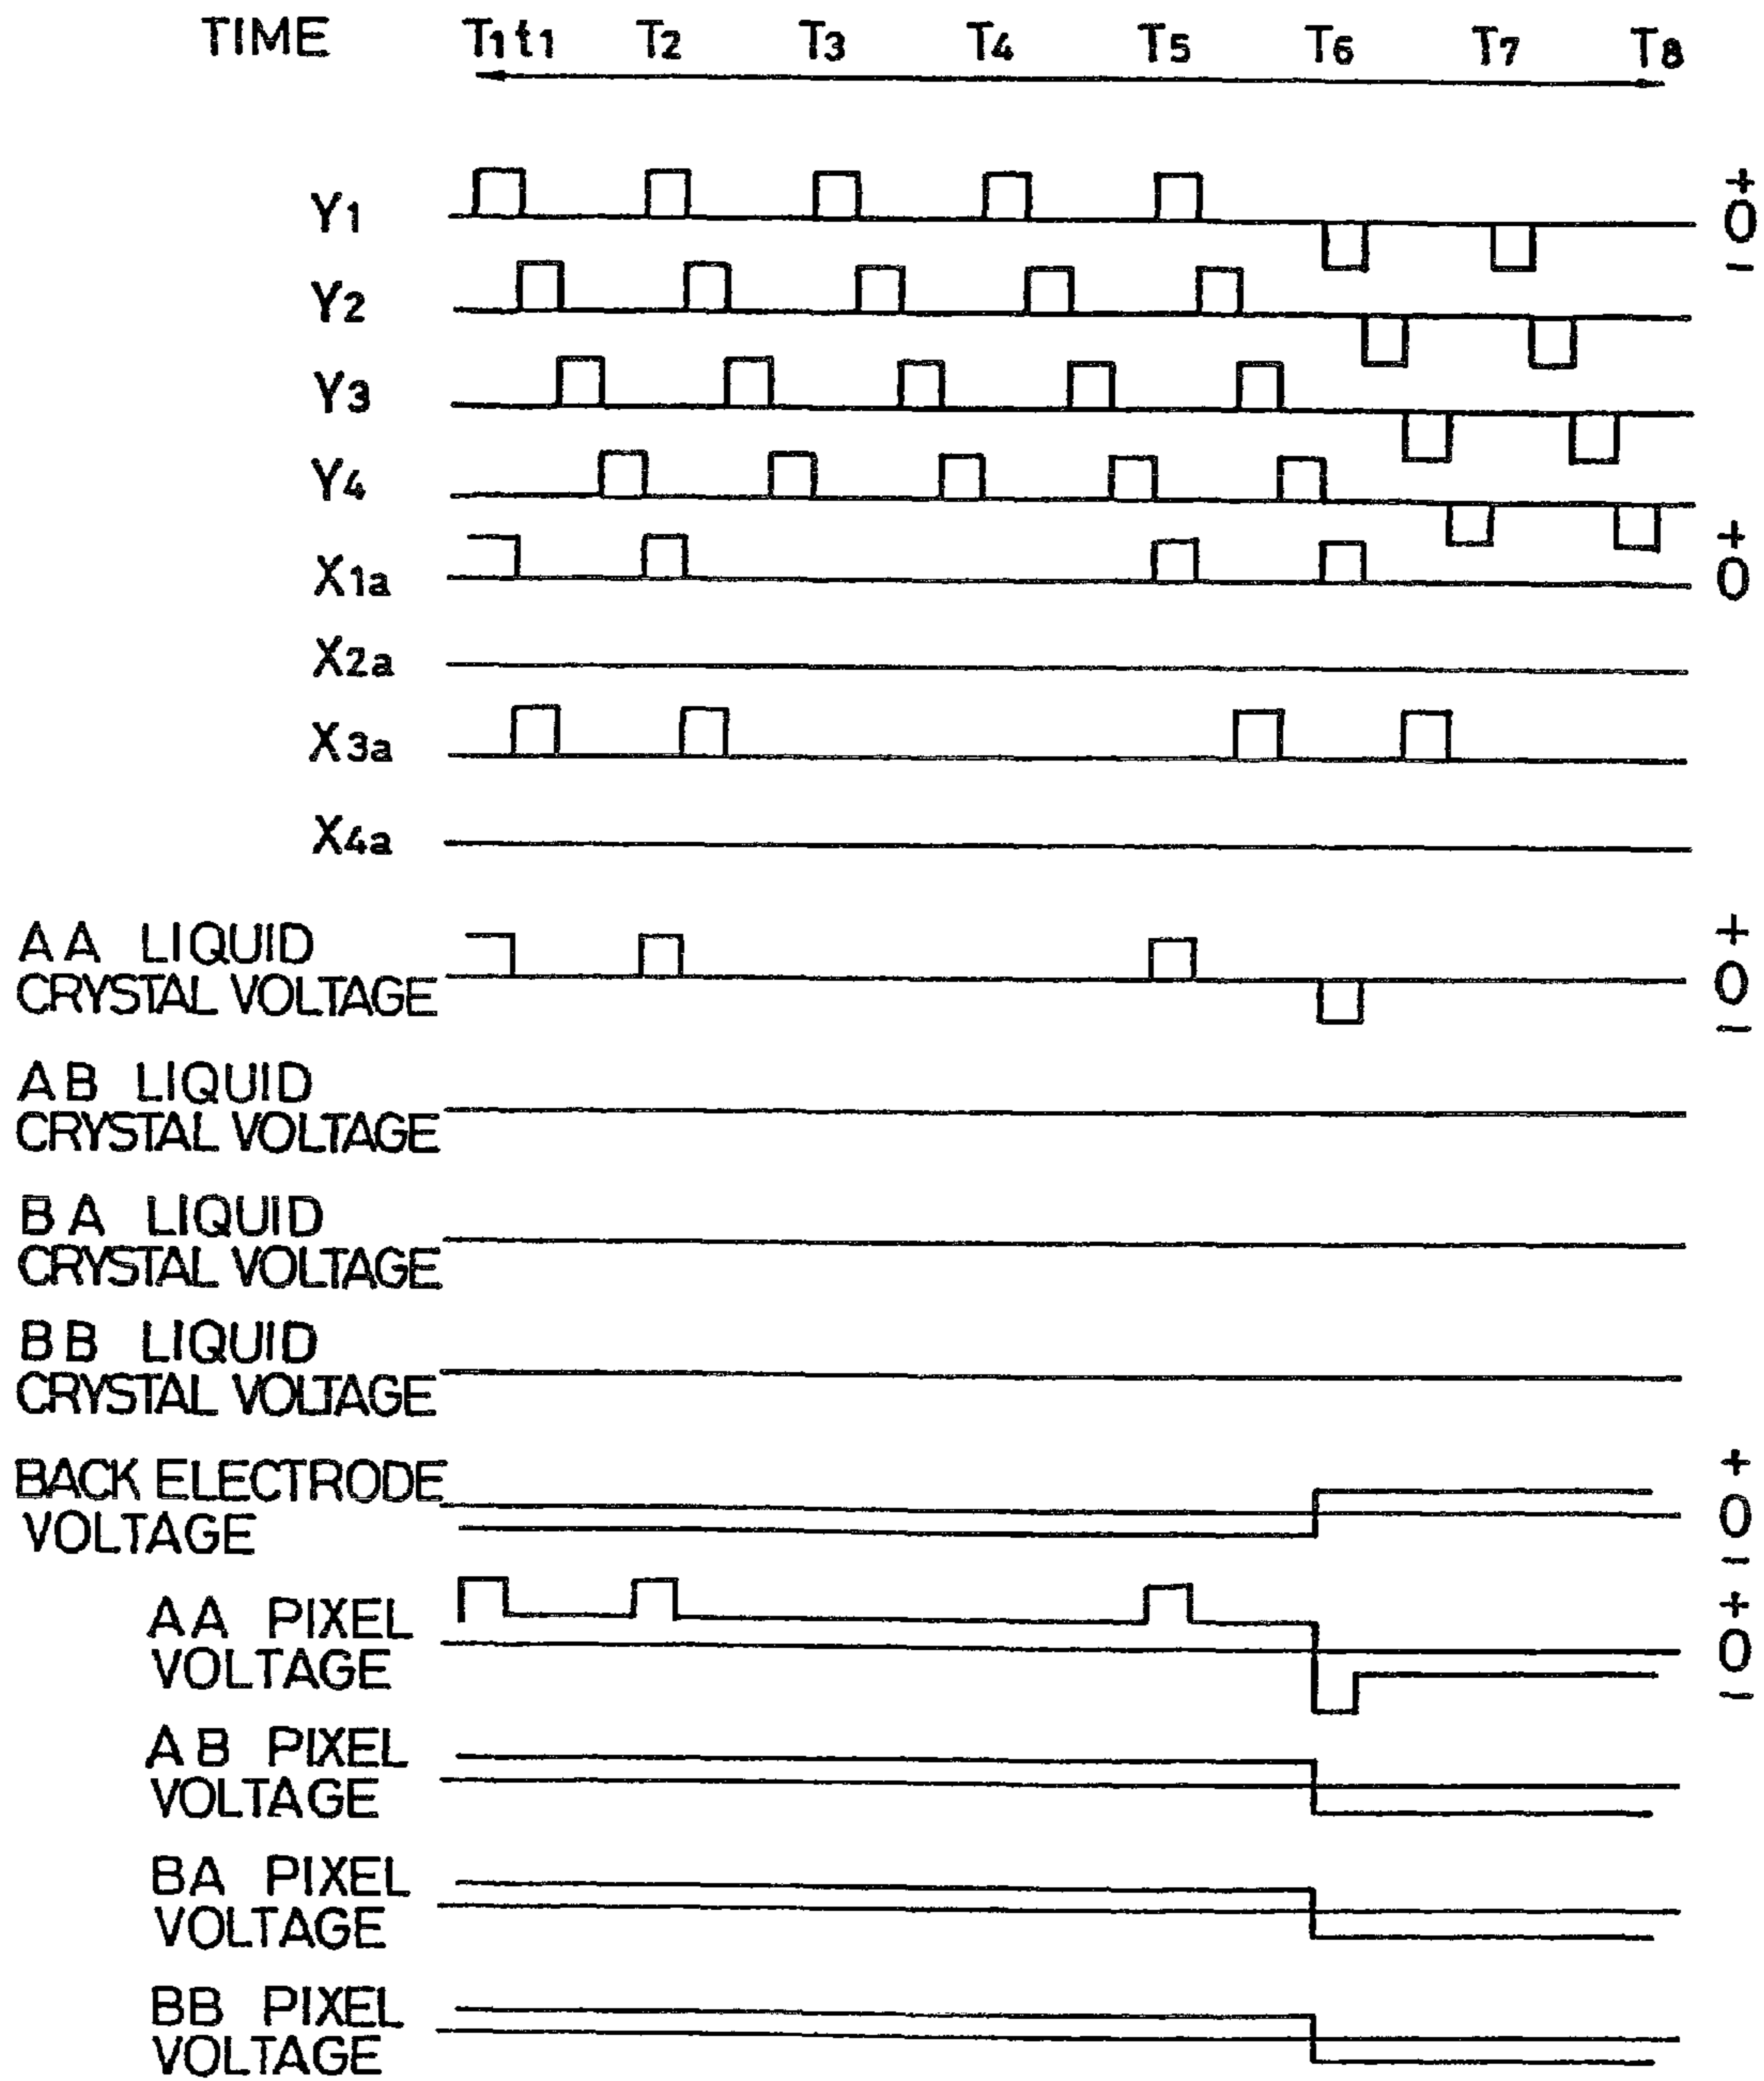 TIME T1 t1 T2 T3 T4 T5 T6 T7 T8
Y1 +
0
−
Y2
Y3
Y4
X1a +
0
X2a
X3a
X4a
AA LIQUID +
CRYSTAL VOLTAGE 0
−
AB LIQUID
CRYSTAL VOLTAGE
BA LIQUID
CRYSTAL VOLTAGE
BB LIQUID
CRYSTAL VOLTAGE
BACK ELECTRODE +
VOLTAGE 0
−
AA PIXEL +
VOLTAGE 0
−
AB PIXEL
VOLTAGE
BA PIXEL
VOLTAGE
BB PIXEL
VOLTAGE